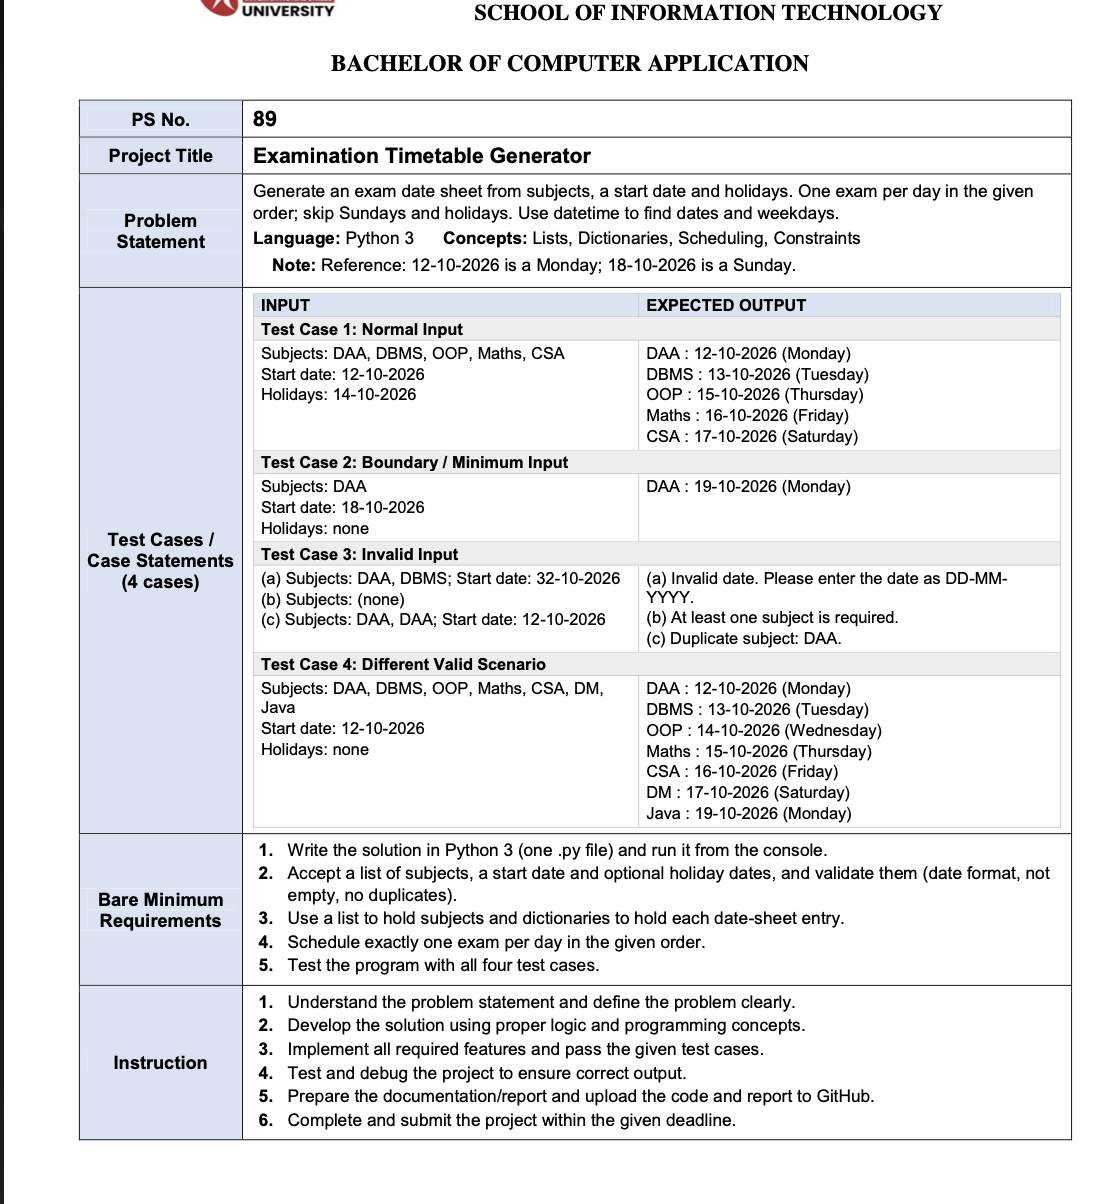 UNIVERSITY
SCHOOL OF INFORMATION TECHNOLOGY
BACHELOR OF COMPUTER APPLICATION
PS No.
89
Project Title
Examination Timetable Generator
Problem
Statement
Generate an exam date sheet from subjects, a start date and holidays. One exam per day in the given
order; skip Sundays and holidays. Use datetime to find dates and weekdays.
Language: Python 3 Concepts: Lists, Dictionaries, Scheduling, Constraints
Note: Reference: 12-10-2026 is a Monday; 18-10-2026 is a Sunday.
Test Cases /
Case Statements
(4 cases)
INPUT
EXPECTED OUTPUT
Test Case 1: Normal Input
Subjects: DAA, DBMS, OOP, Maths, CSA
Start date: 12-10-2026
Holidays: 14-10-2026
DAA : 12-10-2026 (Monday)
DBMS : 13-10-2026 (Tuesday)
OOP : 15-10-2026 (Thursday)
Maths : 16-10-2026 (Friday)
CSA : 17-10-2026 (Saturday)
Test Case 2: Boundary / Minimum Input
Subjects: DAA
Start date: 18-10-2026
Holidays: none
DAA : 19-10-2026 (Monday)
Test Case 3: Invalid Input
(a) Subjects: DAA, DBMS; Start date: 32-10-2026
(b) Subjects: (none)
(c) Subjects: DAA, DAA; Start date: 12-10-2026
(a) Invalid date. Please enter the date as DD-MM-
YYYY.
(b) At least one subject is required.
(c) Duplicate subject: DAA.
Test Case 4: Different Valid Scenario
Subjects: DAA, DBMS, OOP, Maths, CSA, DM,
Java
Start date: 12-10-2026
Holidays: none
DAA : 12-10-2026 (Monday)
DBMS : 13-10-2026 (Tuesday)
OOP : 14-10-2026 (Wednesday)
Maths : 15-10-2026 (Thursday)
CSA : 16-10-2026 (Friday)
DM : 17-10-2026 (Saturday)
Java : 19-10-2026 (Monday)
Bare Minimum
Requirements
1. Write the solution in Python 3 (one .py file) and run it from the console.
2. Accept a list of subjects, a start date and optional holiday dates, and validate them (date format, not
empty, no duplicates).
3. Use a list to hold subjects and dictionaries to hold each date-sheet entry.
4. Schedule exactly one exam per day in the given order.
5. Test the program with all four test cases.
Instruction
1. Understand the problem statement and define the problem clearly.
2. Develop the solution using proper logic and programming concepts.
3. Implement all required features and pass the given test cases.
4. Test and debug the project to ensure correct output.
5. Prepare the documentation/report and upload the code and report to GitHub.
6. Complete and submit the project within the given deadline.